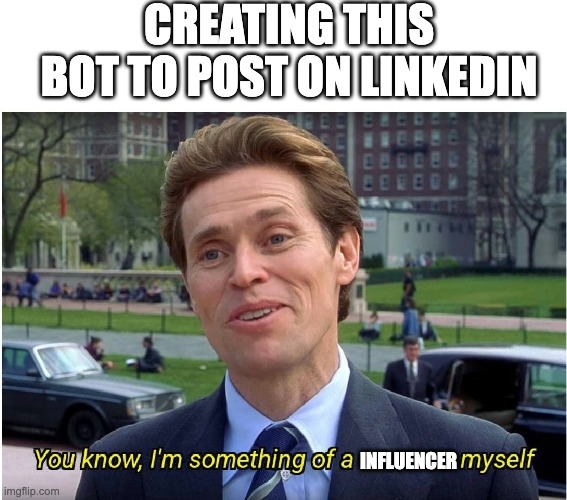 CREATING THIS
BOT TO POST ON LINKEDIN
You know, I'm something of a INFLUENCER myself
imgflip.com